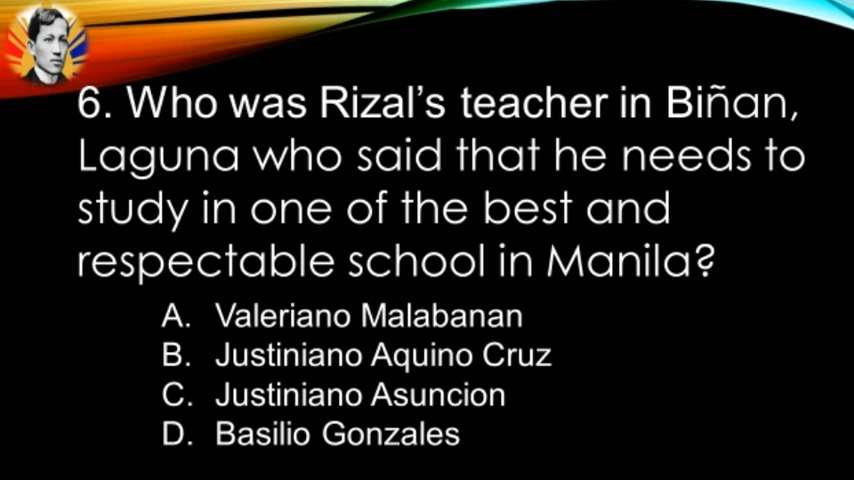 6. Who was Rizal's teacher in Biñan,
Laguna who said that he needs to
study in one of the best and
respectable school in Manila?
A. Valeriano Malabanan
B. Justiniano Aquino Cruz
C. Justiniano Asuncion
D. Basilio Gonzales